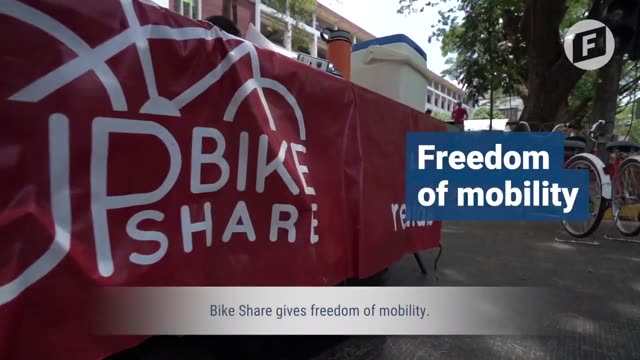 F
UP BIKE
SHARE
Freedom
of mobility
Bike Share gives freedom of mobility.